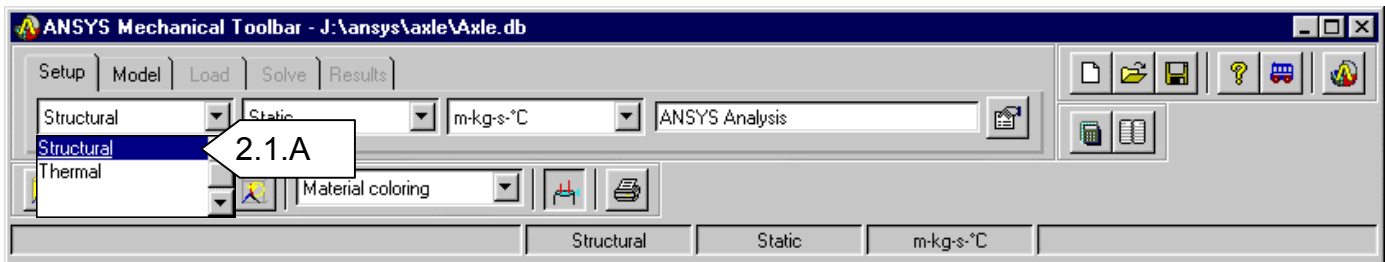 ANSYS Mechanical Toolbar - J:\ansys\axle\Axle.db
Setup Model Load Solve Results
Structural Static m-kg-s-°C ANSYS Analysis
Structural 2.1.A
Thermal
Material coloring
Structural Static m-kg-s-°C